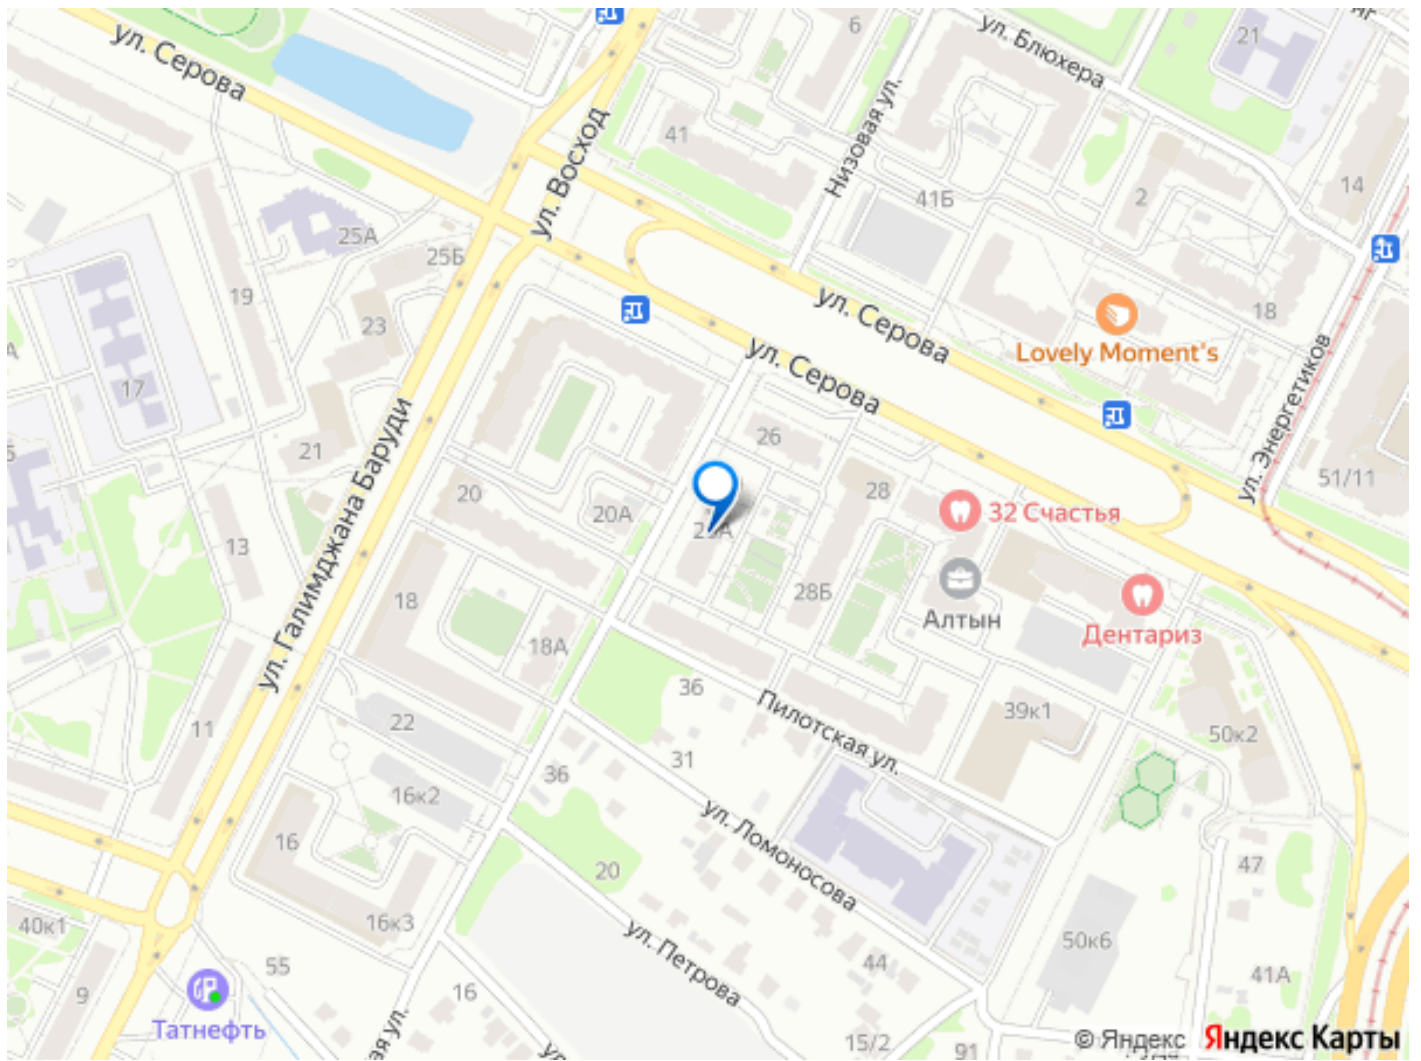 ул. Серова
6
ул. Блюхера
21
ул. Восход
41
Низовая ул.
41Б
2
14
25А
25Б
19
23
ул. Серова
18
Lovely Moment's
ул. Серова
17
ул. Галимджана Баруди
21
26
ул. Энергетиков
51/11
20
20А
28
32 Счастья
13
28Б
Алтын
Дентариз
18
18А
36
Пилотская ул.
39к1
50к2
11
22
31
36
16к2
ул. Ломоносова
16
20
47
16к3
40к1
ул. Петрова
50к6
55
44
41А
9
16
Татнефть
15/2
91
© Яндекс Яндекс Карты